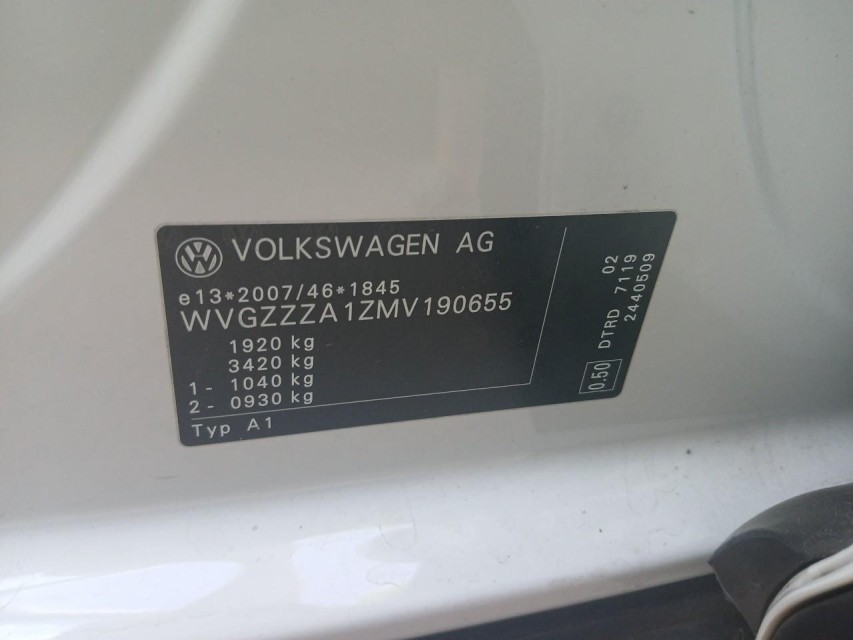 VOLKSWAGEN AG
e13*2007/46*1845
WVGZZZA1ZMV190655
1920 kg
3420 kg
1- 1040 kg
2- 0930 kg
Typ A1
0.50 DTRD 7119 02
2440509